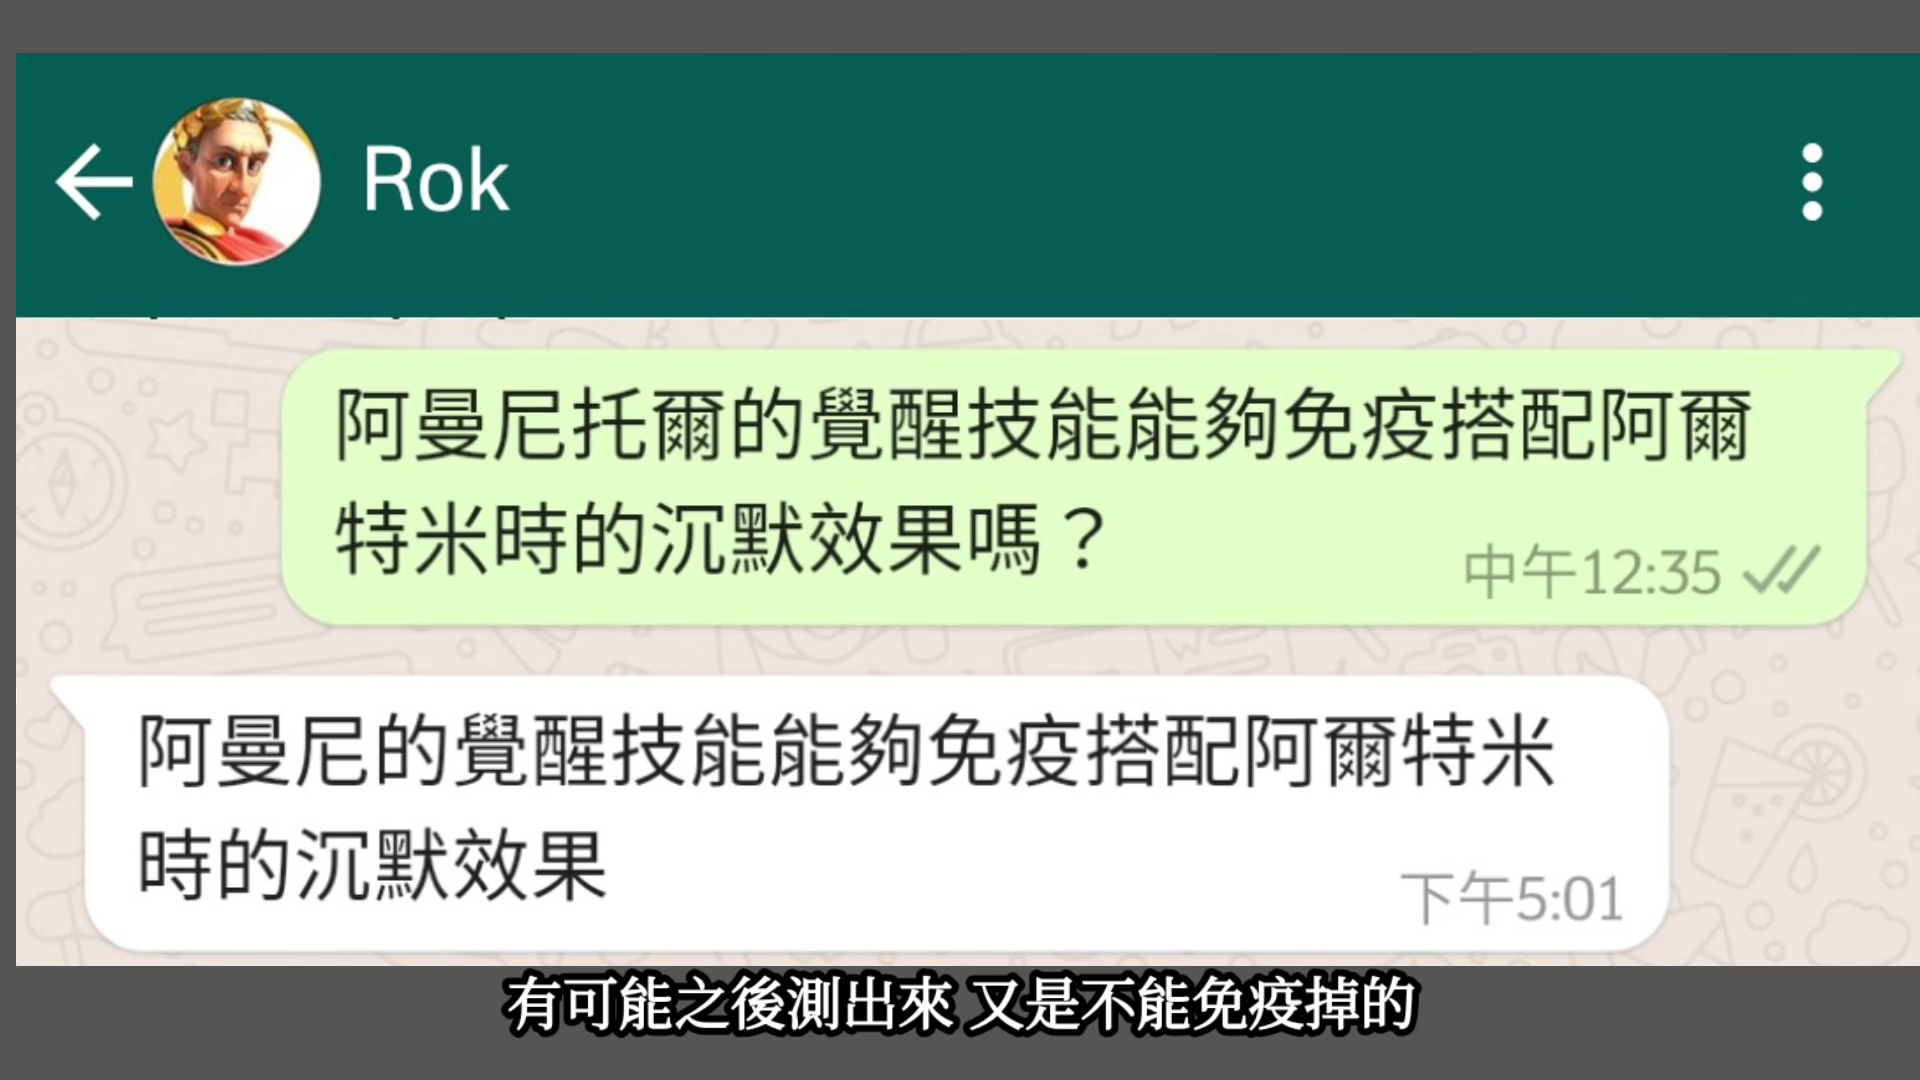 Rok
阿曼尼托爾的覺醒技能能夠免疫搭配阿爾
特米時的沉默效果嗎？
中午12:35
阿曼尼的覺醒技能能夠免疫搭配阿爾特米
時的沉默效果
下午5:01
有可能之後測出來 又是不能免疫掉的